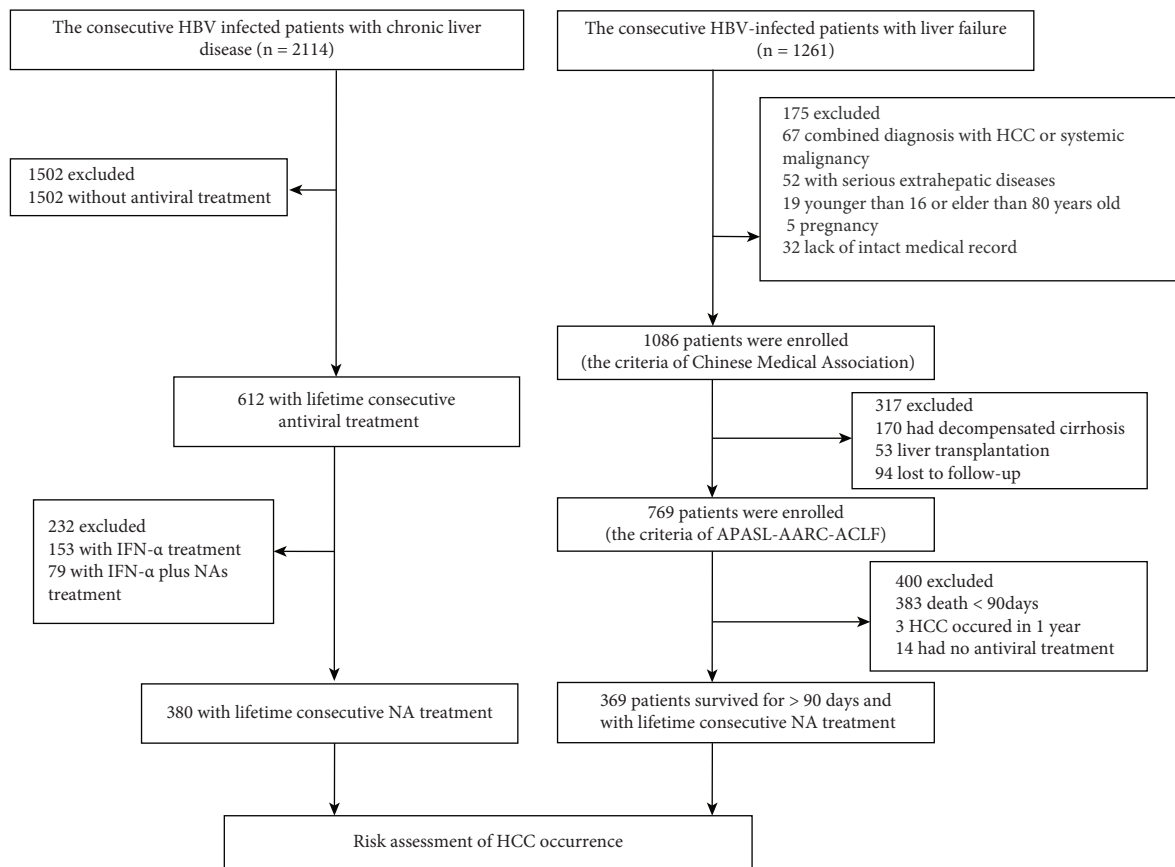 The consecutive HBV infected patients with chronic liver
disease (n = 2114)
1502 excluded
1502 without antiviral treatment
612 with lifetime consecutive
antiviral treatment
232 excluded
153 with IFN-α treatment
79 with IFN-α plus NAs
treatment
380 with lifetime consecutive NA treatment
The consecutive HBV-infected patients with liver failure
(n = 1261)
175 excluded
67 combined diagnosis with HCC or systemic
malignancy
52 with serious extrahepatic diseases
19 younger than 16 or elder than 80 years old
5 pregnancy
32 lack of intact medical record
1086 patients were enrolled
(the criteria of Chinese Medical Association)
317 excluded
170 had decompensated cirrhosis
53 liver transplantation
94 lost to follow-up
769 patients were enrolled
(the criteria of APASL-AARC-ACLF)
400 excluded
383 death < 90days
3 HCC occured in 1 year
14 had no antiviral treatment
369 patients survived for > 90 days and
with lifetime consecutive NA treatment
Risk assessment of HCC occurrence